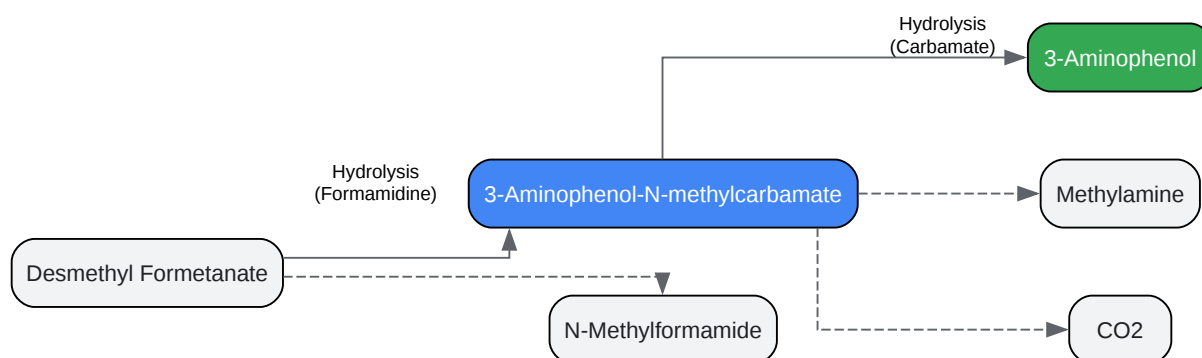 Hydrolysis
(Carbamate)
3-Aminophenol
Hydrolysis
(Formamidine)
3-Aminophenol-N-methylcarbamate
Methylamine
Desmethyl Formetanate
N-Methylformamide
CO2